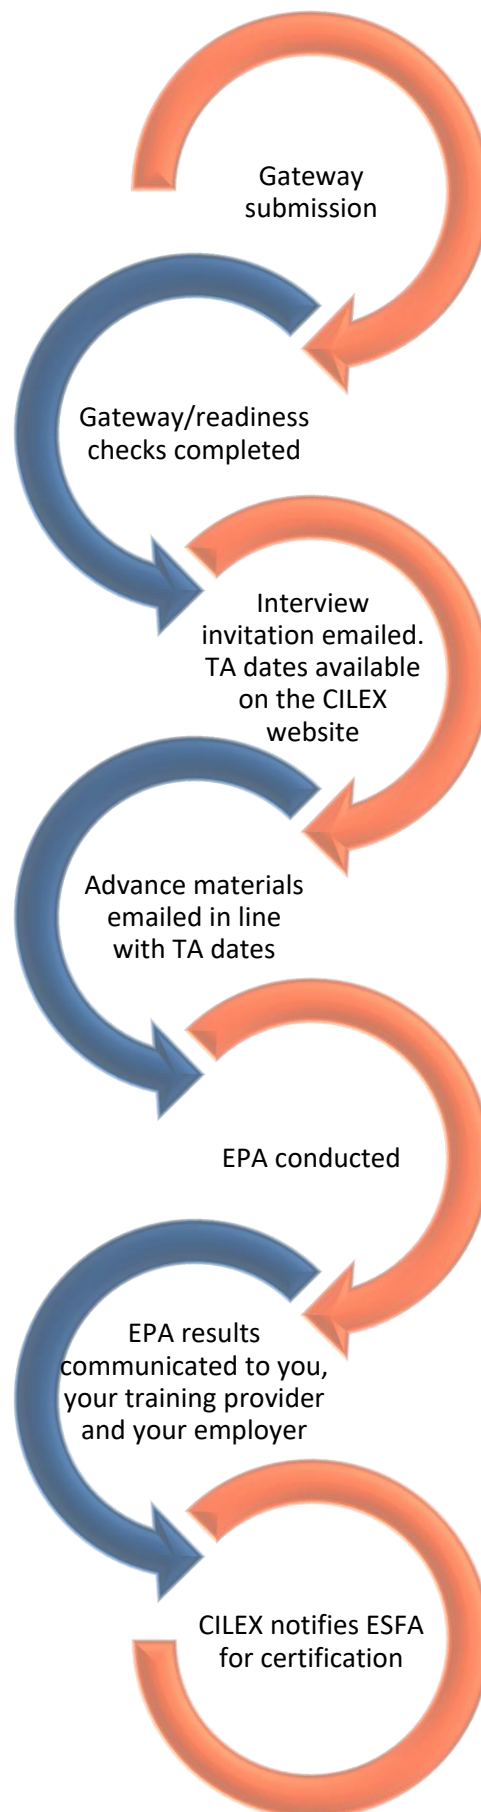 Gateway
submission
Gateway/readiness
checks completed
Interview
invitation emailed.
TA dates available
on the CILEX
website
Advance materials
emailed in line
with TA dates
EPA conducted
EPA results
communicated to you,
your training provider
and your employer
CILEX notifies ESFA
for certification